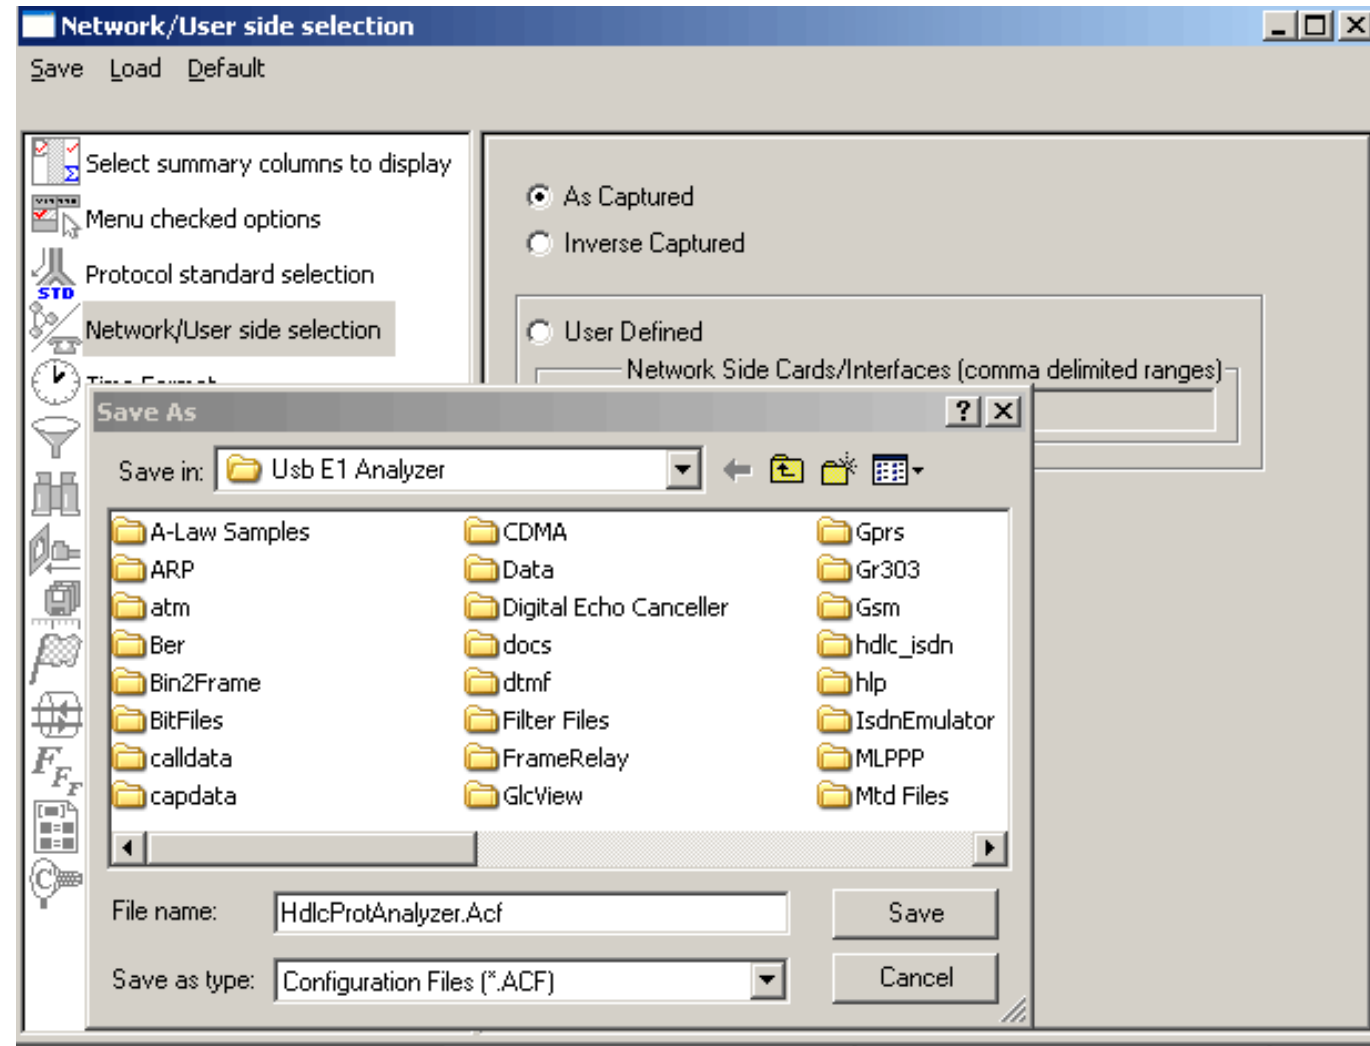 Network/User side selection
Save Load Default
Select summary columns to display
Menu checked options
STD Protocol standard selection
Network/User side selection
Time Format
As Captured
Inverse Captured
User Defined
Network Side Cards/Interfaces (comma delimited ranges)
Save As
Save in: Usb E1 Analyzer
A-Law Samples CDMA Gprs
ARP Data Gr303
atm Digital Echo Canceller Gsm
Ber docs hdlc_isdn
Bin2Frame dtmf hlp
BitFiles Filter Files IsdnEmulator
calldata FrameRelay MLPPP
capdata GlcView Mtd Files
File name: HdlcProtAnalyzer.Acf Save
Save as type: Configuration Files (*.ACF) Cancel